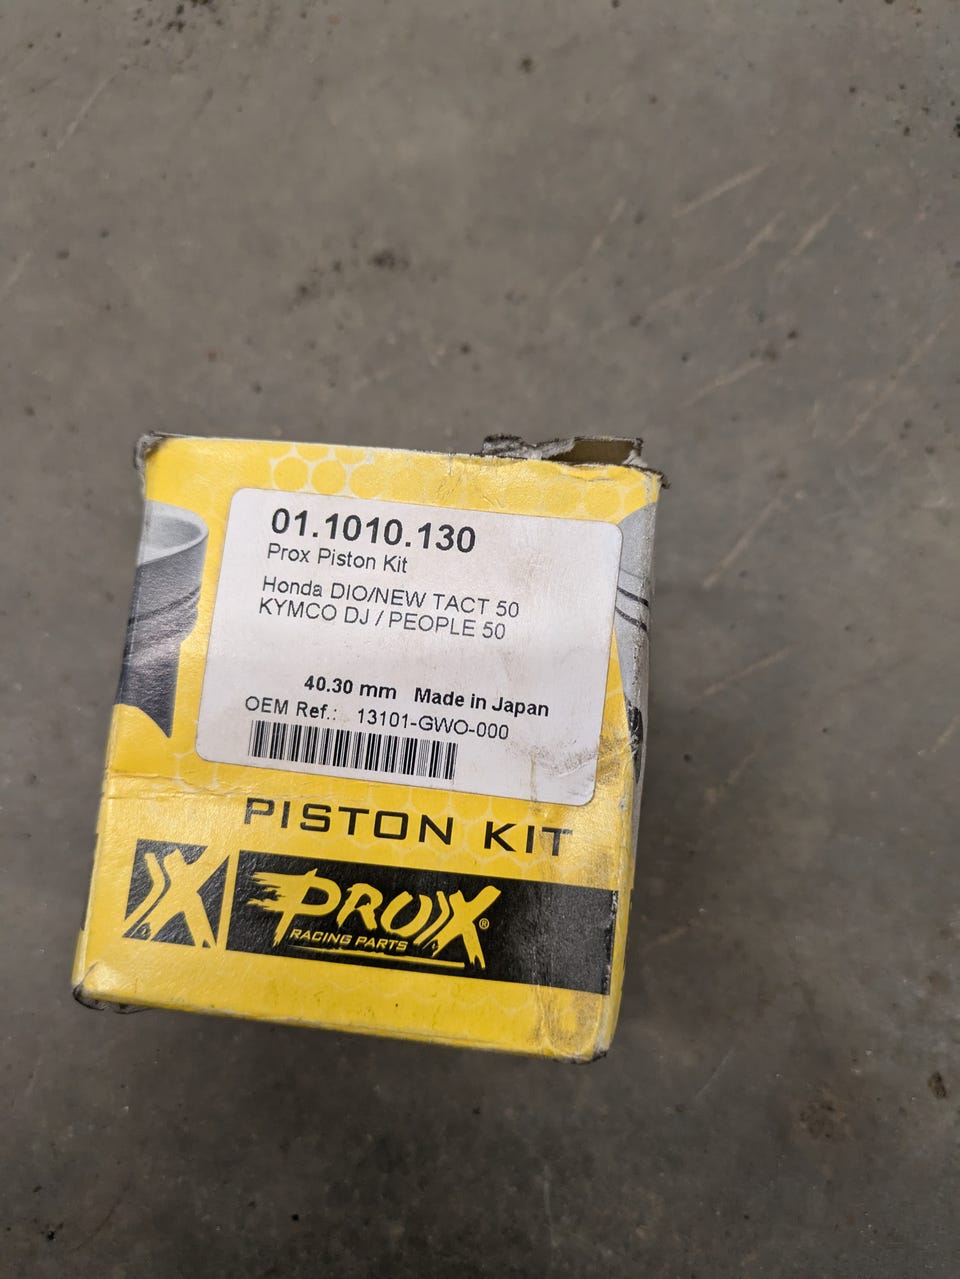 01.1010.130
Prox Piston Kit
Honda DIO/NEW TACT 50
KYMCO DJ / PEOPLE 50
40.30 mm Made in Japan
OEM Ref.: 13101-GWO-000
PISTON KIT
PROX®
RACING PARTS